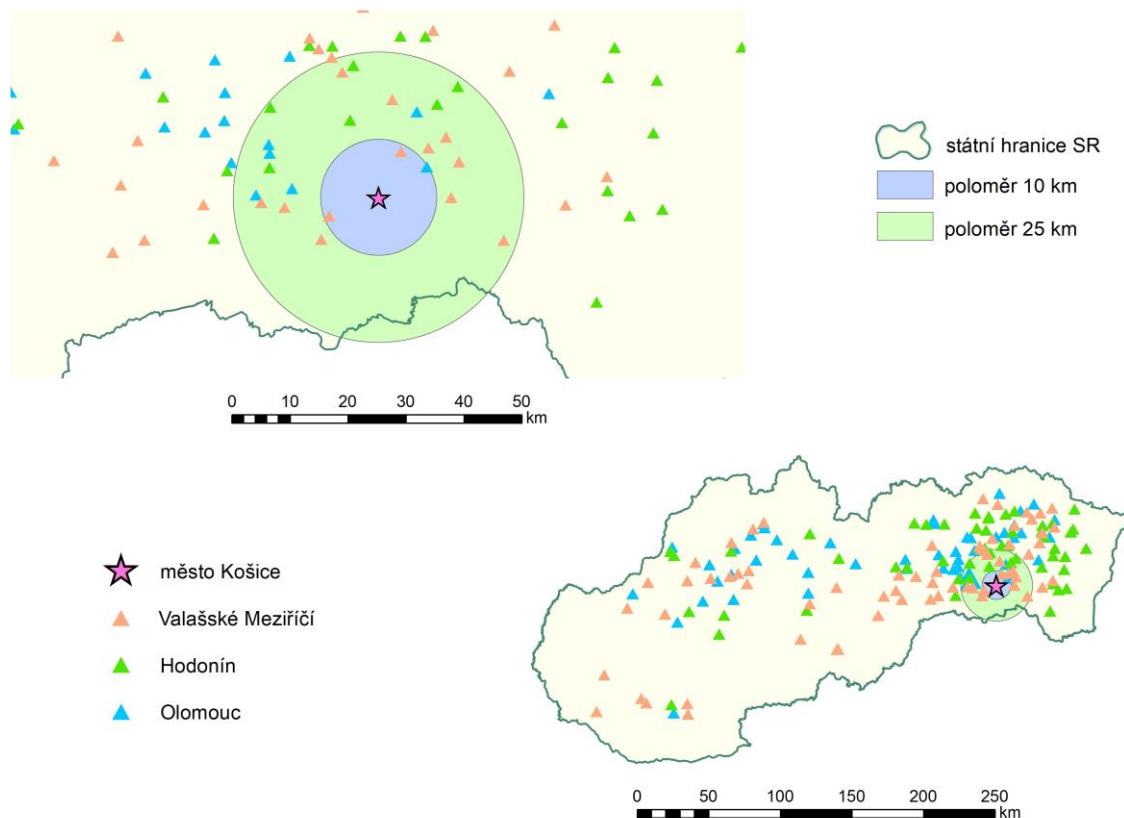 státní hranice SR
poloměr 10 km
poloměr 25 km
0 10 20 30 40 50
km
město Košice
Valašské Meziříčí
Hodonín
Olomouc
0 50 100 150 200 250
km